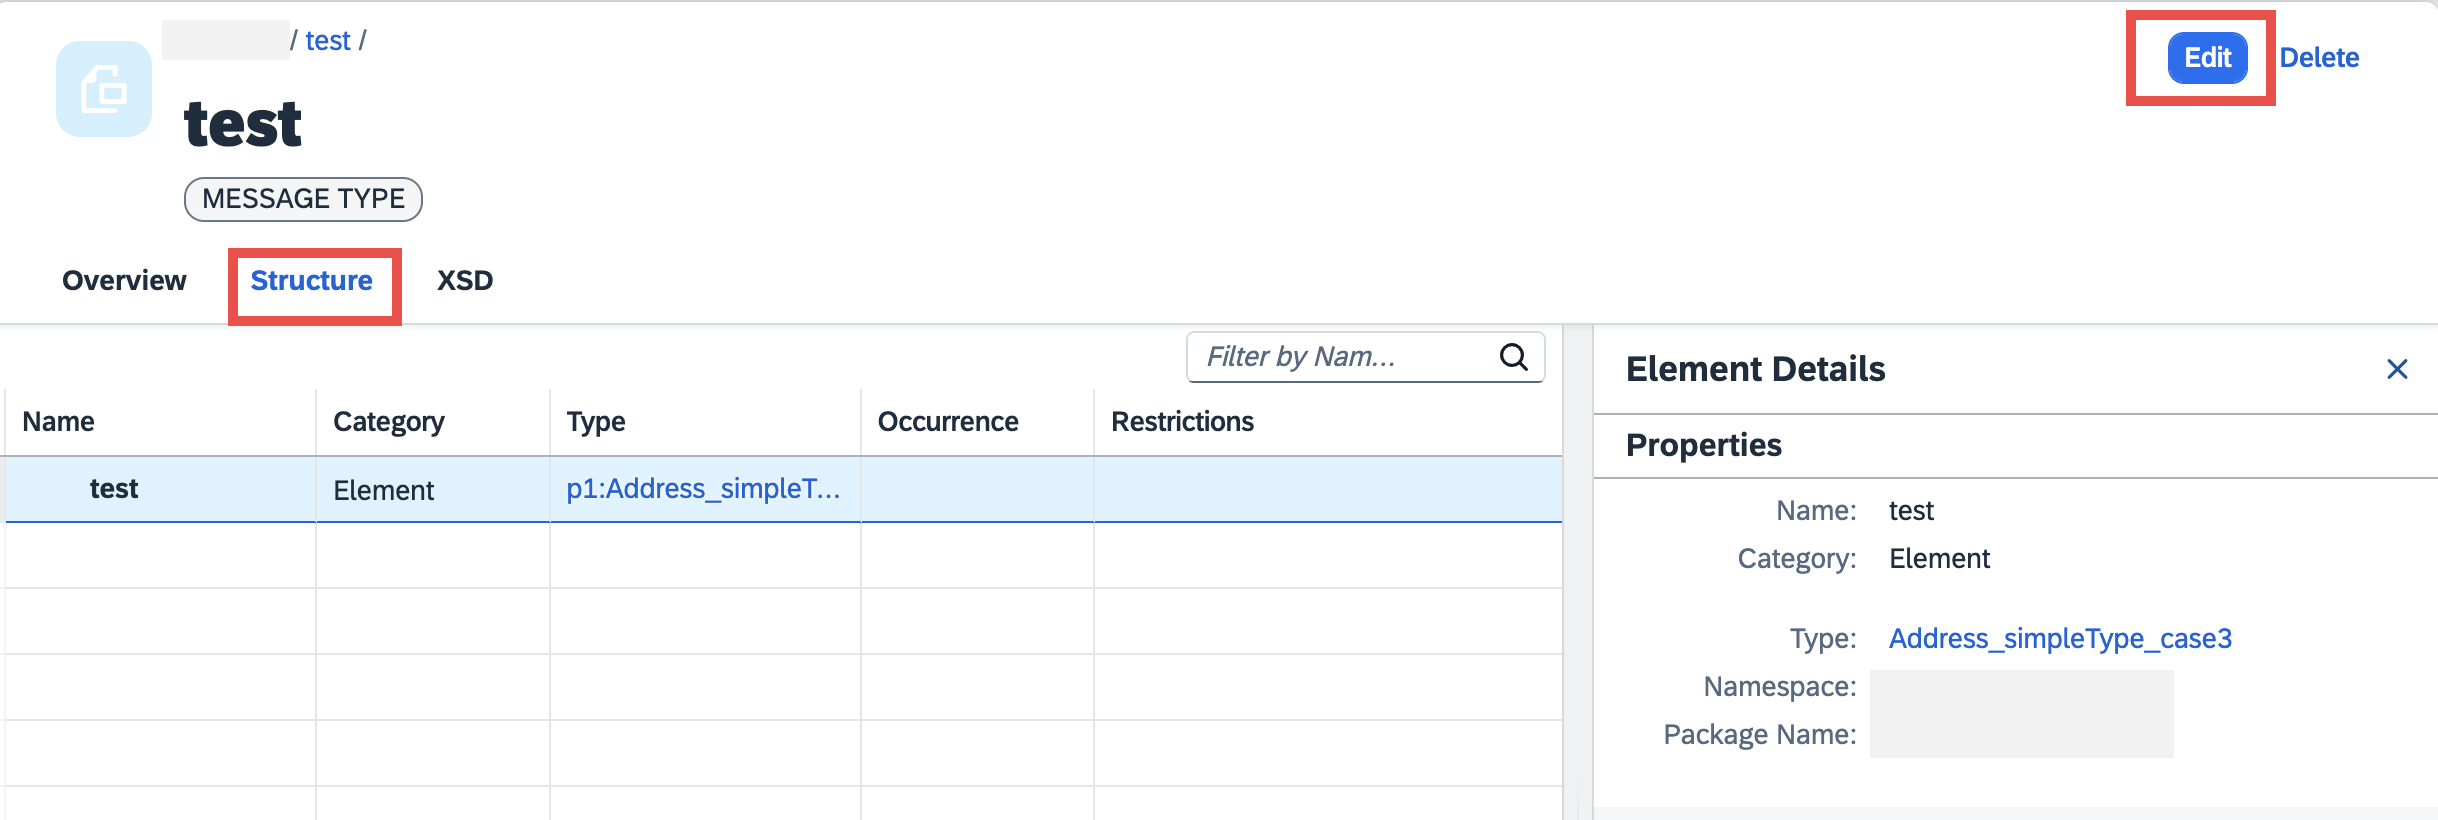 / test /
Edit Delete
test
MESSAGE TYPE
Overview Structure XSD
Filter by Nam...
Name Category Type Occurrence Restrictions
test Element p1:Address_simpleT...
Element Details
Properties
Name: test
Category: Element
Type: Address_simpleType_case3
Namespace:
Package Name: